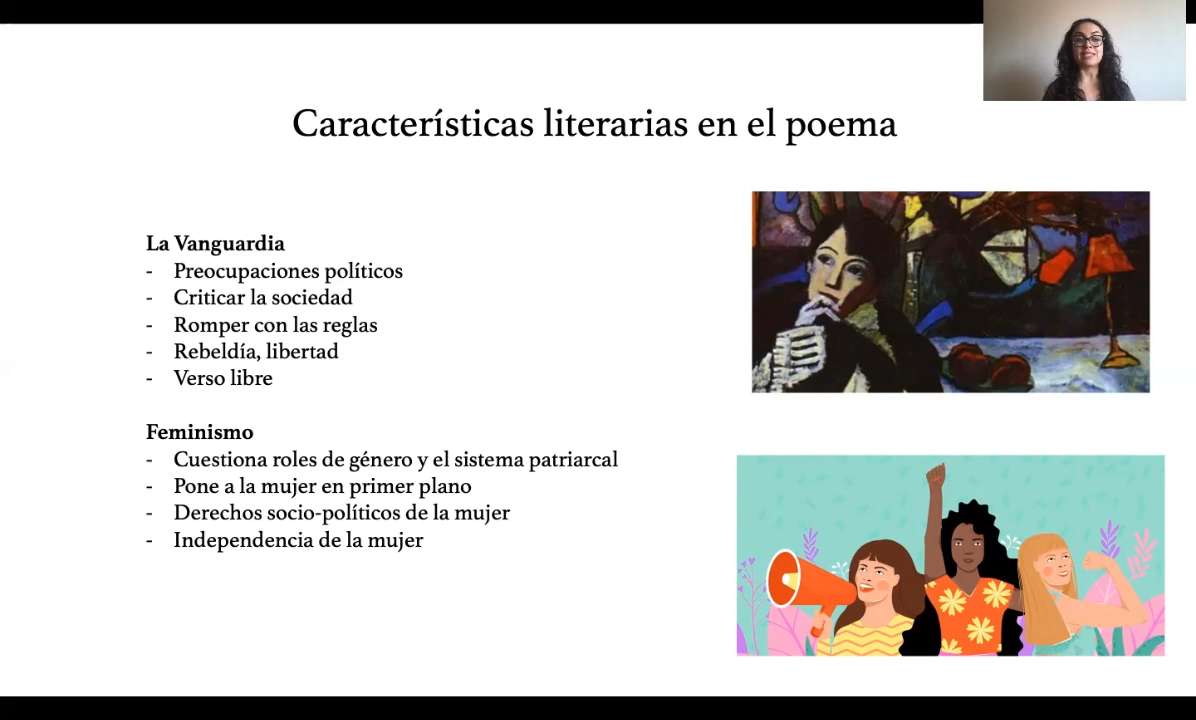 Características literarias en el poema
La Vanguardia
- Preocupaciones políticos
- Criticar la sociedad
- Romper con las reglas
- Rebeldía, libertad
- Verso libre
Feminismo
- Cuestiona roles de género y el sistema patriarcal
- Pone a la mujer en primer plano
- Derechos socio-políticos de la mujer
- Independencia de la mujer